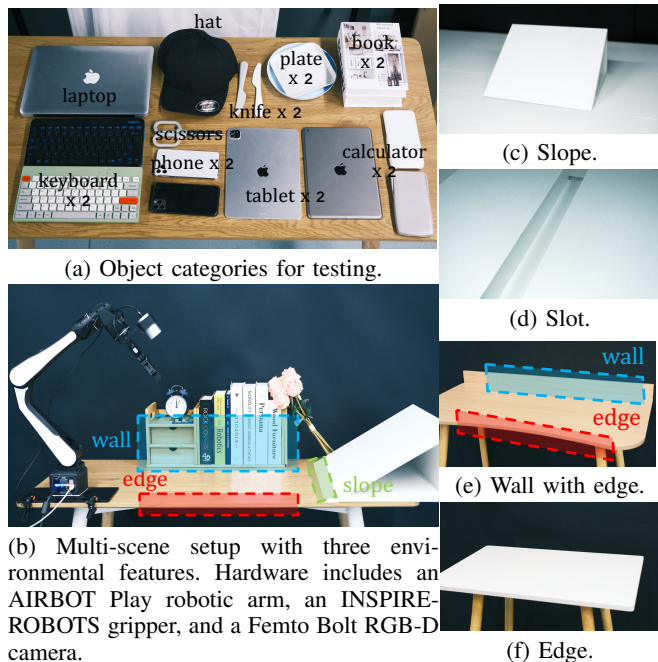 hat
laptop
plate
x 2
book
x 2
knife x 2
scissors
phone x 2
keyboard
x 2
tablet x 2
calculator
x 2
(a) Object categories for testing.
(c) Slope.
(d) Slot.
wall
edge
slope
(b) Multi-scene setup with three envi-
ronmental features. Hardware includes an
AIRBOT Play robotic arm, an INSPIRE-
ROBOTS gripper, and a Femto Bolt RGB-D
camera.
wall
edge
(e) Wall with edge.
(f) Edge.